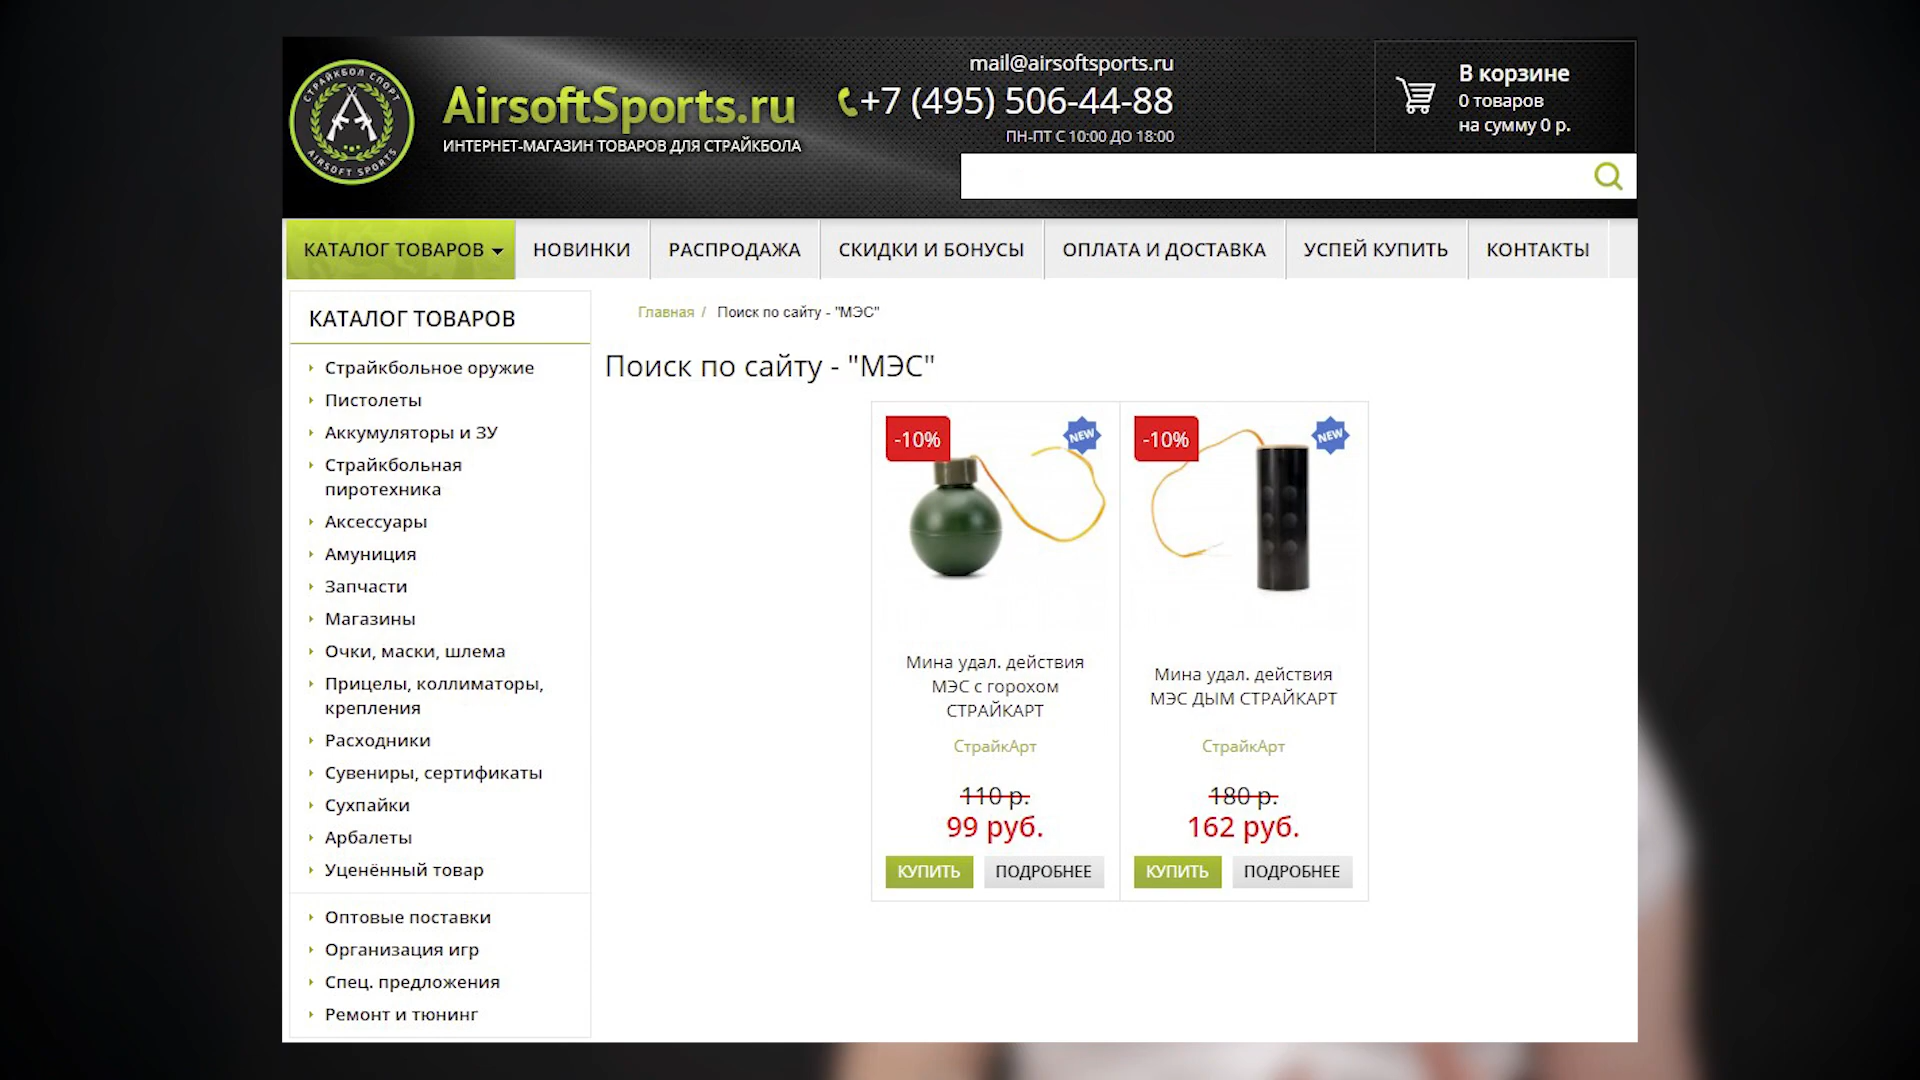 СТРАЙКБОЛ СПОРТ
AIRSOFT SPORTS
AirsoftSports.ru
ИНТЕРНЕТ-МАГАЗИН ТОВАРОВ ДЛЯ СТРАЙКБОЛА
mail@airsoftsports.ru
+7 (495) 506-44-88
ПН-ПТ С 10:00 ДО 18:00
В корзине
0 товаров
на сумму 0 р.
КАТАЛОГ ТОВАРОВ
НОВИНКИ
РАСПРОДАЖА
СКИДКИ И БОНУСЫ
ОПЛАТА И ДОСТАВКА
УСПЕЙ КУПИТЬ
КОНТАКТЫ
КАТАЛОГ ТОВАРОВ
Страйкбольное оружие
Пистолеты
Аккумуляторы и ЗУ
Страйкбольная
пиротехника
Аксессуары
Амуниция
Запчасти
Магазины
Очки, маски, шлема
Прицелы, коллиматоры,
крепления
Расходники
Сувениры, сертификаты
Сухпайки
Арбалеты
Уценённый товар
Оптовые поставки
Организация игр
Спец. предложения
Ремонт и тюнинг
Главная / Поиск по сайту - "МЭС"
Поиск по сайту - "МЭС"
-10%
NEW
Мина удал. действия
МЭС с горохом
СТРАЙКАРТ
СтрайкАрт
110 р.
99 руб.
КУПИТЬ
ПОДРОБНЕЕ
-10%
NEW
Мина удал. действия
МЭС ДЫМ СТРАЙКАРТ
СтрайкАрт
180 р.
162 руб.
КУПИТЬ
ПОДРОБНЕЕ